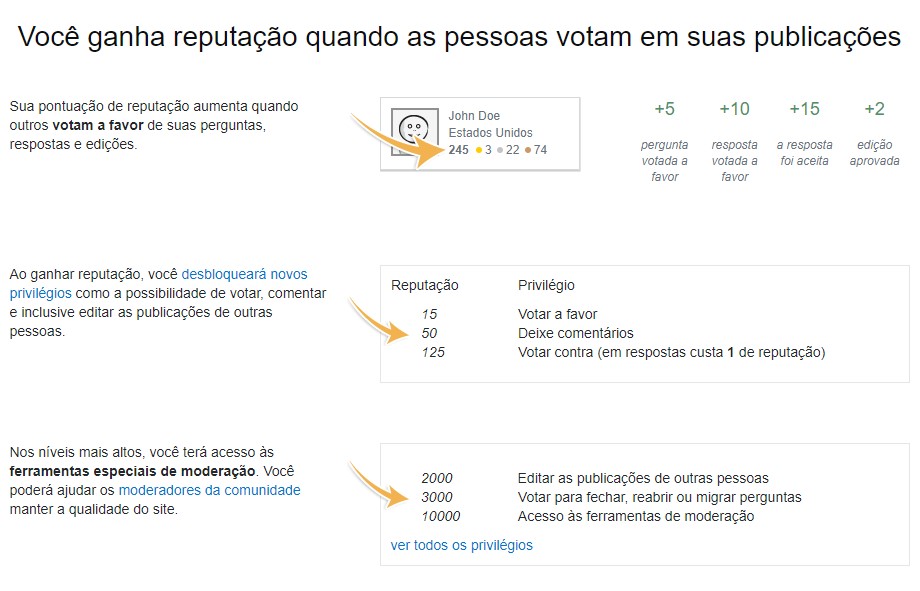 Você ganha reputação quando as pessoas votam em suas publicações
Sua pontuação de reputação aumenta quando
outros votam a favor de suas perguntas,
respostas e edições.
John Doe
Estados Unidos
245 ● 3 ● 22 ● 74
+5 +10 +15 +2
pergunta votada a favor
resposta votada a favor
a resposta foi aceita
edição aprovada
Ao ganhar reputação, você desbloqueará novos
privilégios como a possibilidade de votar, comentar
e inclusive editar as publicações de outras
pessoas.
Reputação Privilégio
15 Votar a favor
50 Deixe comentários
125 Votar contra (em respostas custa 1 de reputação)
Nos níveis mais altos, você terá acesso às
ferramentas especiais de moderação. Você
poderá ajudar os moderadores da comunidade
manter a qualidade do site.
2000 Editar as publicações de outras pessoas
3000 Votar para fechar, reabrir ou migrar perguntas
10000 Acesso às ferramentas de moderação
ver todos os privilégios